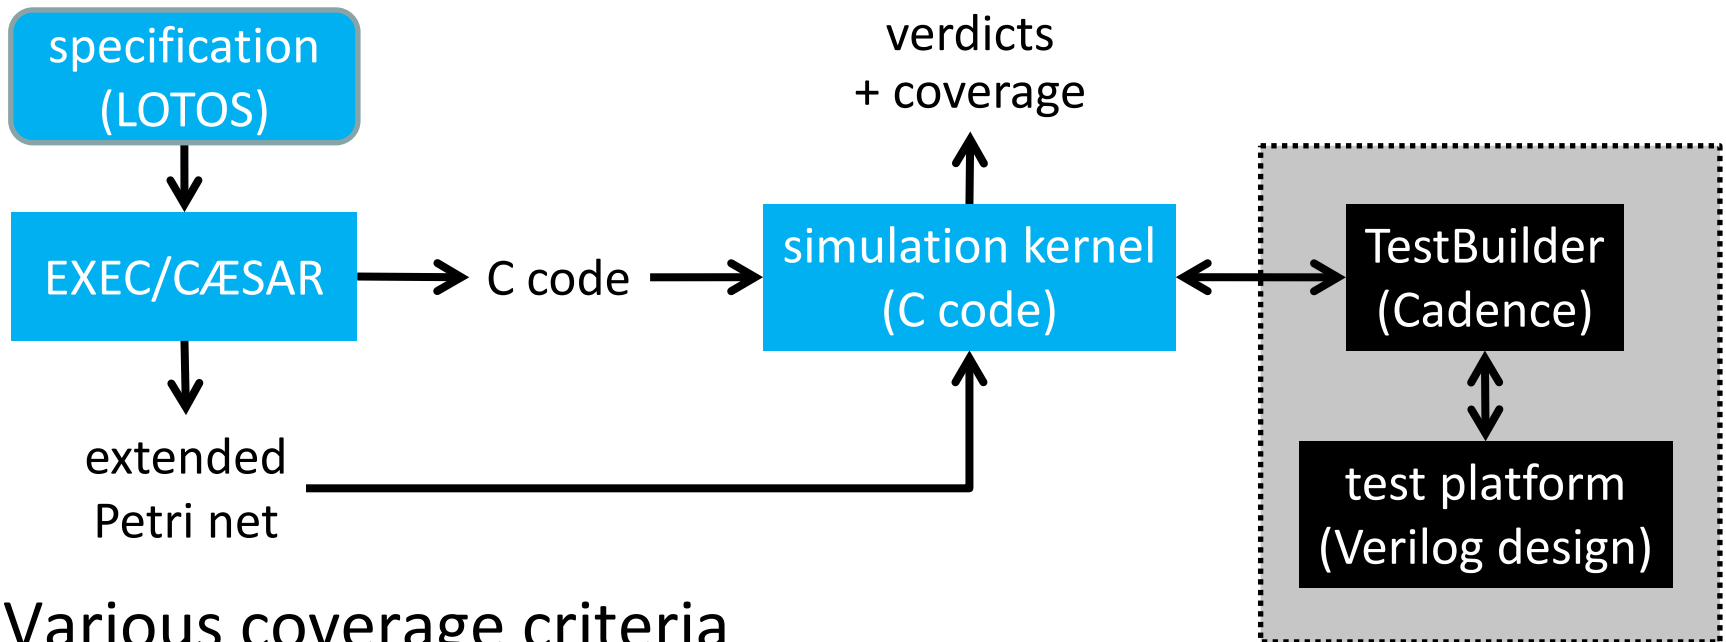 specification
(LOTOS)
verdicts
+ coverage
EXEC/CÆSAR
C code
simulation kernel
(C code)
TestBuilder
(Cadence)
extended
Petri net
test platform
(Verilog design)
Various coverage criteria